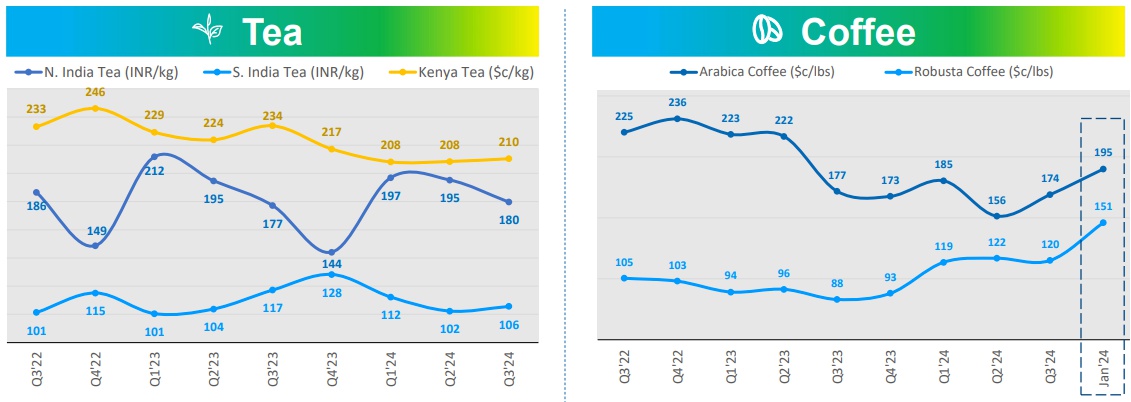 Tea
N. India Tea (INR/kg) S. India Tea (INR/kg) Kenya Tea ($c/kg)
233 246 229 224 234 217 208 208 210
186 149 212 195 177 144 197 195 180
101 115 101 104 117 128 112 102 106
Q3'22 Q4'22 Q1'23 Q2'23 Q3'23 Q4'23 Q1'24 Q2'24 Q3'24
Coffee
Arabica Coffee ($c/lbs) Robusta Coffee ($c/lbs)
225 236 223 222 177 173 185 156 174 195
105 103 94 96 88 93 119 122 120 151
Q3'22 Q4'22 Q1'23 Q2'23 Q3'23 Q4'23 Q1'24 Q2'24 Q3'24 Jan'24